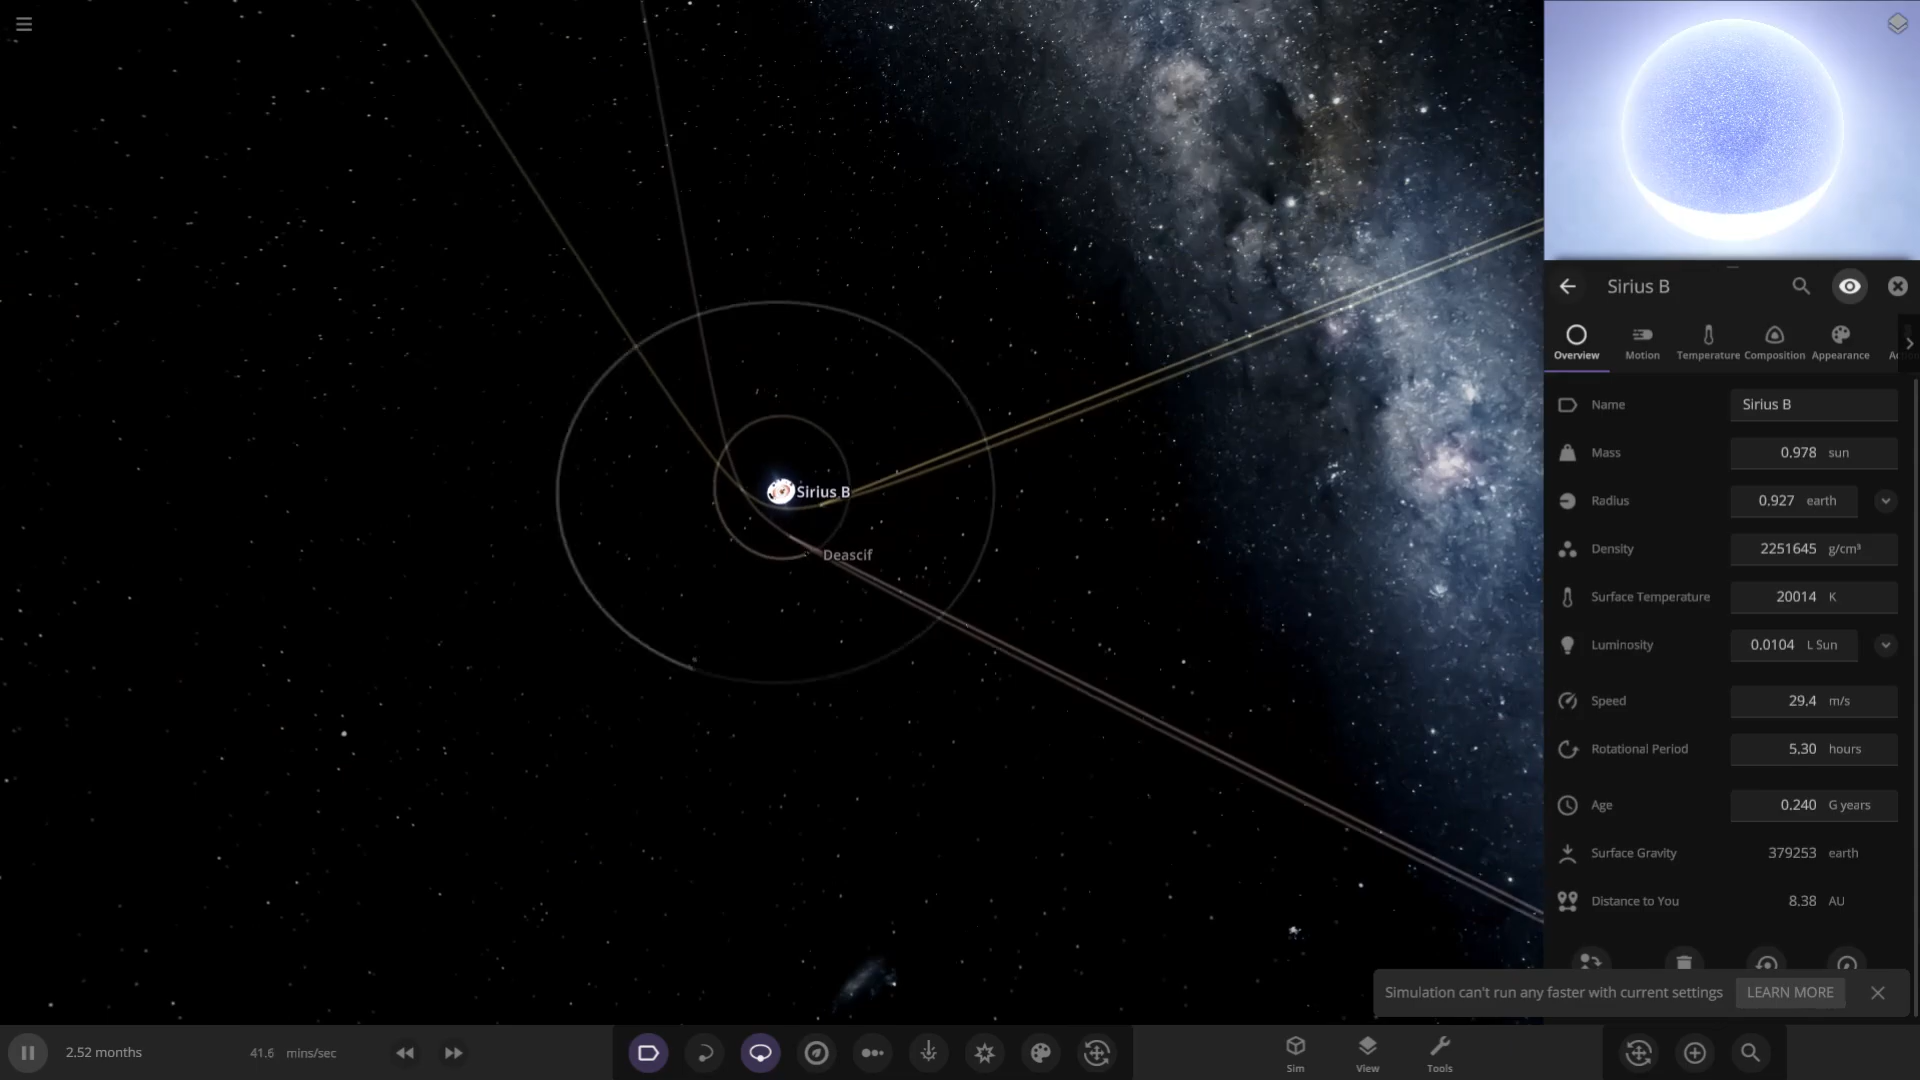 Sirius B
Deascif
Sirius B
Overview
Motion
Temperature
Composition
Appearance
Name
Sirius B
Mass
0.978 sun
Radius
0.927 earth
Density
2251645 g/cm³
Surface Temperature
20014 K
Luminosity
0.0104 L Sun
Speed
29.4 m/s
Rotational Period
5.30 hours
Age
0.240 G years
Surface Gravity
379253 earth
Distance to You
8.38 AU
Simulation can't run any faster with current settings
LEARN MORE
2.52 months
41.6 mins/sec
Sim
View
Tools